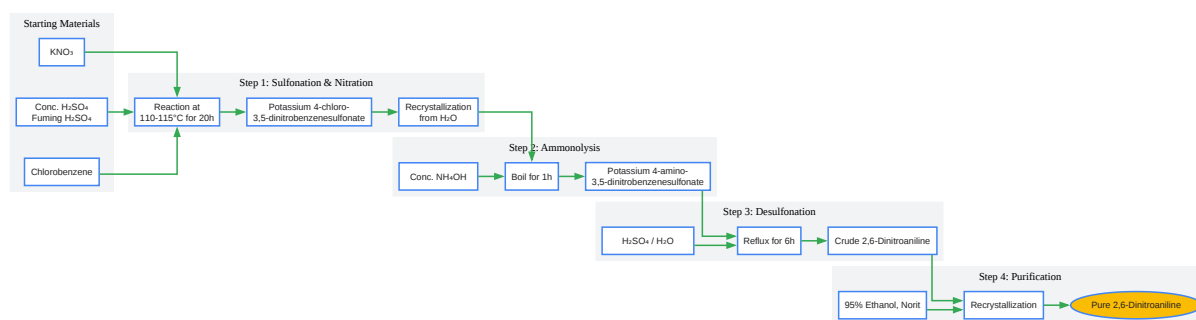 Starting Materials
KNO₃
Conc. H₂SO₄
Fuming H₂SO₄
Chlorobenzene
Step 1: Sulfonation & Nitration
Reaction at
110-115°C for 20h
Potassium 4-chloro-
3,5-dinitrobenzenesulfonate
Recrystallization
from H₂O
Step 2: Ammonolysis
Conc. NH₄OH
Boil for 1h
Potassium 4-amino-
3,5-dinitrobenzenesulfonate
Step 3: Desulfonation
H₂SO₄ / H₂O
Reflux for 6h
Crude 2,6-Dinitroaniline
Step 4: Purification
95% Ethanol, Norit
Recrystallization
Pure 2,6-Dinitroaniline